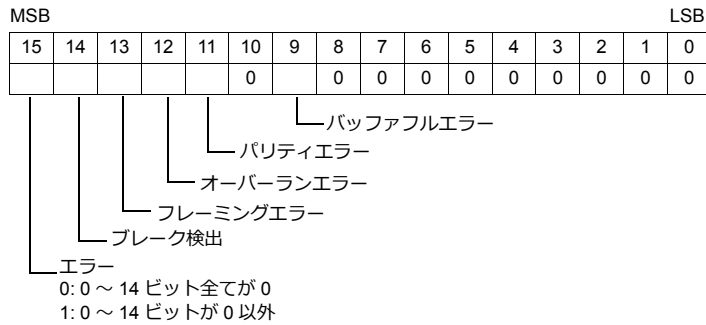 MSB LSB
15 14 13 12 11 10 9 8 7 6 5 4 3 2 1 0
0 0 0 0 0 0 0 0 0 0
バッファフルエラー
パリティエラー
オーバーランエラー
フレーミングエラー
ブレーク検出
エラー
0: 0 ～ 14 ビット全てが 0
1: 0 ～ 14 ビットが 0 以外